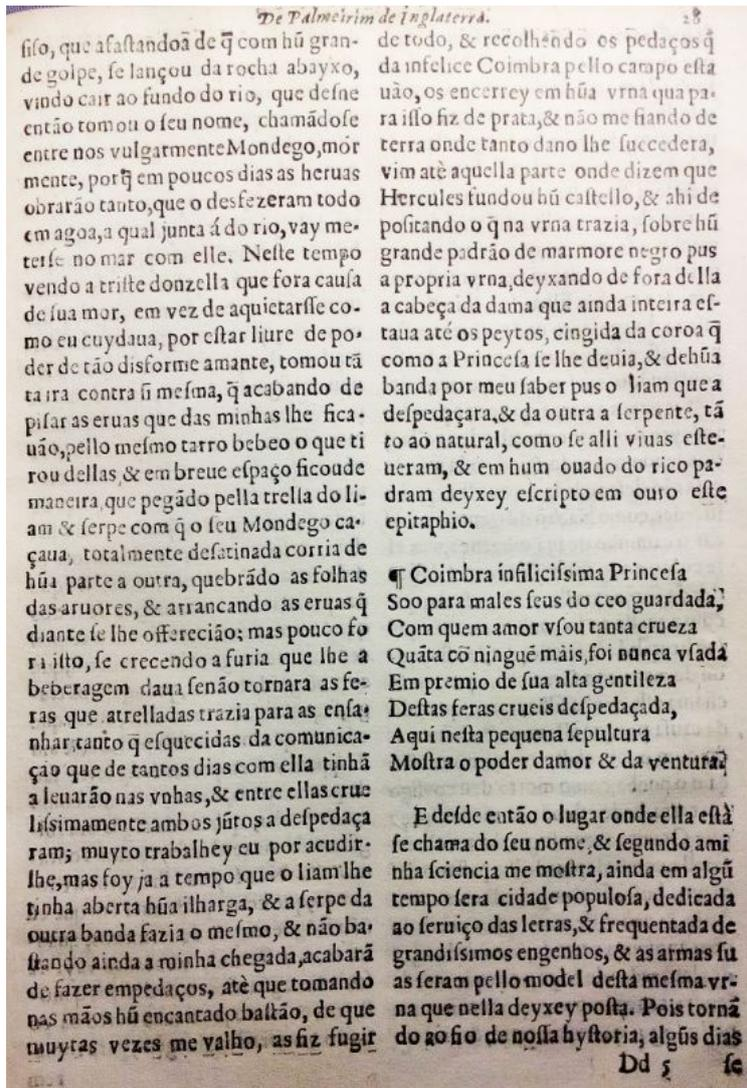 De Palmeirim de Inglaterra. 28
ſiſo, que afaſtandoã de q̃ com hũ gran-
de golpe, ſe lançou da rocha abayxo,
vindo cair ao fundo do rio, que deſne
então tomou o ſeu nome, chamãdoſe
entre nos vulgarmente Mondego, mór
mente, porq̃ em poucos dias as heruas
obrarão tanto, que o desfezeram todo
em agoa, a qual junta á do rio, vay me-
terſe no mar com elle. Neſte tempo
vendo a triſte donzella que fora cauſa
de ſua mor, em vez de aquietarſſe co-
mo eu cuydaua, por eſtar liure de po-
der de tão disforme amante, tomou tã
ta ira contra ſi meſma, q̃ acabando de
piſar as eruas que das minhas lhe fica-
uão, pello meſmo tarro bebeo o que ti
rou dellas, & em breue eſpaço ficou de
maneira, que pegãdo pella trella do li-
am & ſerpe com q̃ o ſeu Mondego ca-
çaua, totalmente deſatinada corria de
hũa parte a outra, quebrãdo as folhas
das aruores, & arrancando as eruas q̃
diante ſe lhe offerecião; mas pouco fo
ra iſto, ſe crecendo a furia que lhe a
beberagem daua ſenão tornara as fe-
ras que atrelladas trazia para as enſa-
nhar, tanto q̃ eſquecidas da comunica-
ção que de tantos dias com ella tinhã
a leuarão nas vnhas, & entre ellas crue
liſsimamente ambos jũtos a deſpedaça
ram; muyto trabalhey eu por acudir-
lhe, mas foy ja a tempo que o liam lhe
tinha aberta hũa ilharga, & a ſerpe da
outra banda fazia o meſmo, & não ba-
ſtando ainda a minha chegada, acabarã
de fazer em pedaços, atè que tomando
nas mãos hũ encantado baſtão, de que
muytas vezes me valho, as fiz fugir
de todo, & recolhendo os pedaços q̃
da infelice Coimbra pello campo eſta
uão, os encerrey em hũa vrna qua pa-
ra iſſo fiz de prata, & não me fiando de
terra onde tanto dano lhe ſuccedera,
vim atè aquella parte onde dizem que
Hercules fundou hũ caſtello, & ahi de
poſitando o q̃ na vrna trazia, ſobre hũ
grande padrão de marmore negro pus
a propria vrna, deyxando de fora della
a cabeça da dama que ainda inteira eſ-
taua até os peytos, cingida da coroa q̃
como a Princeſa ſe lhe deuia, & de hũa
banda por meu ſaber pus o liam que a
deſpedaçara, & da outra a ſerpente, tã
to ao natural, como ſe alli viuas eſte-
ueram, & em hum ouado do rico pa-
dram deyxey eſcripto em ouro eſte
epitaphio.
¶ Coimbra infiliciſsima Princeſa
Soo para males ſeus do ceo guardada,
Com quem amor vſou tanta crueza
Quãta cõ ninguẽ mais, foi nunca vſada
Em premio de ſua alta gentileza
Deſtas feras crueis deſpedaçada,
Aqui neſta pequena ſepultura
Moſtra o poder damor & da ventura.
E deſde então o lugar onde ella eſtà
ſe chama do ſeu nome, & ſegundo a mi
nha ſciencia me moſtra, ainda em algũ
tempo ſera cidade populoſa, dedicada
ao ſeruiço das letras, & frequentada de
grandiſsimos engenhos, & as armas ſu
as ſeram pello model deſta meſma vr-
na que nella deyxey poſta. Pois tornã
do ao fio de noſſa hyſtoria, algũs dias
Dd 5 ſe